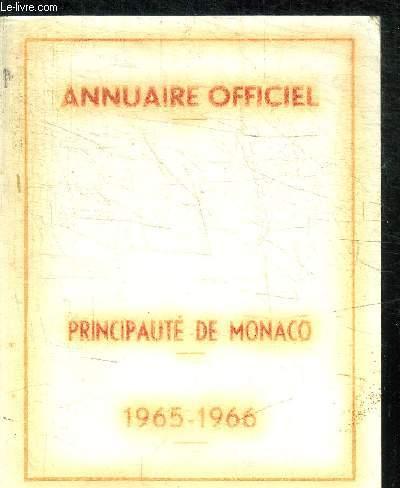 Le-livre.com
ANNUAIRE OFFICIEL
PRINCIPAUTÉ DE MONACO
1965-1966